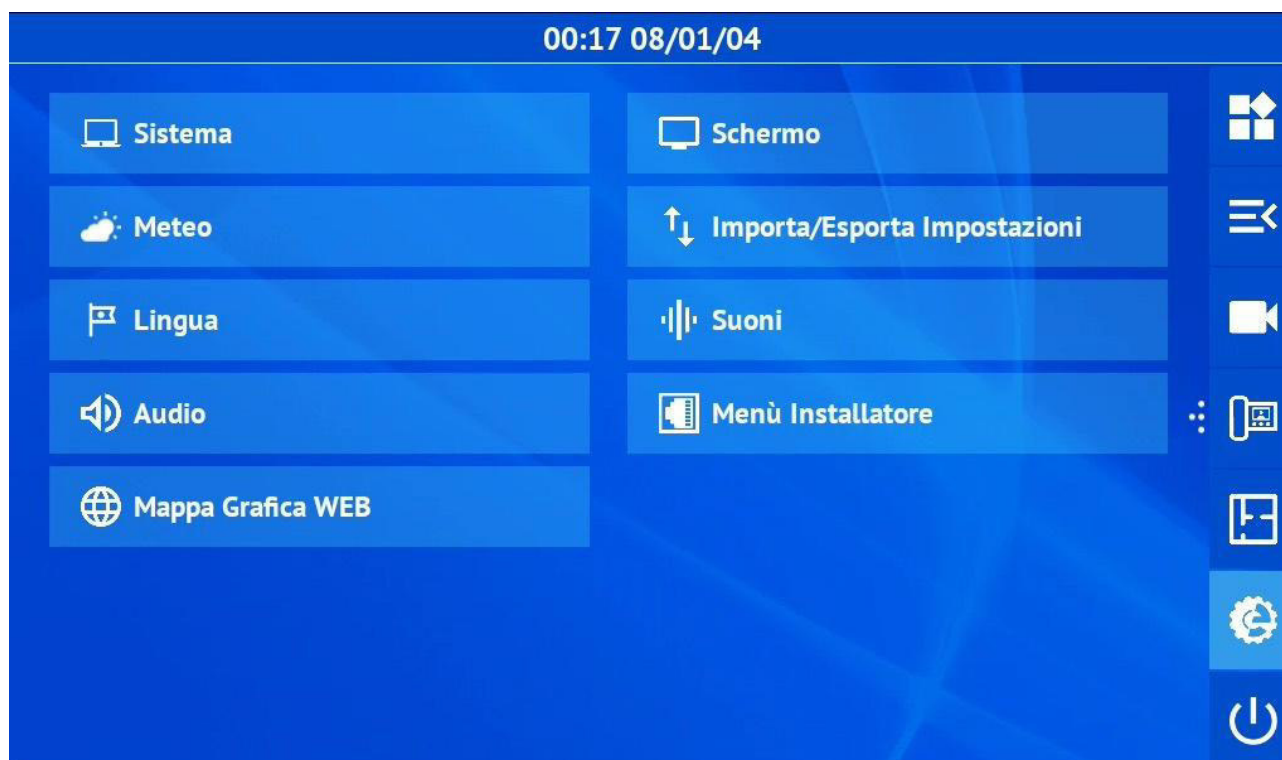 00:17 08/01/04
Sistema
Schermo
Meteo
Importa/Esporta Impostazioni
Lingua
Suoni
Audio
Menù Installatore
Mappa Grafica WEB